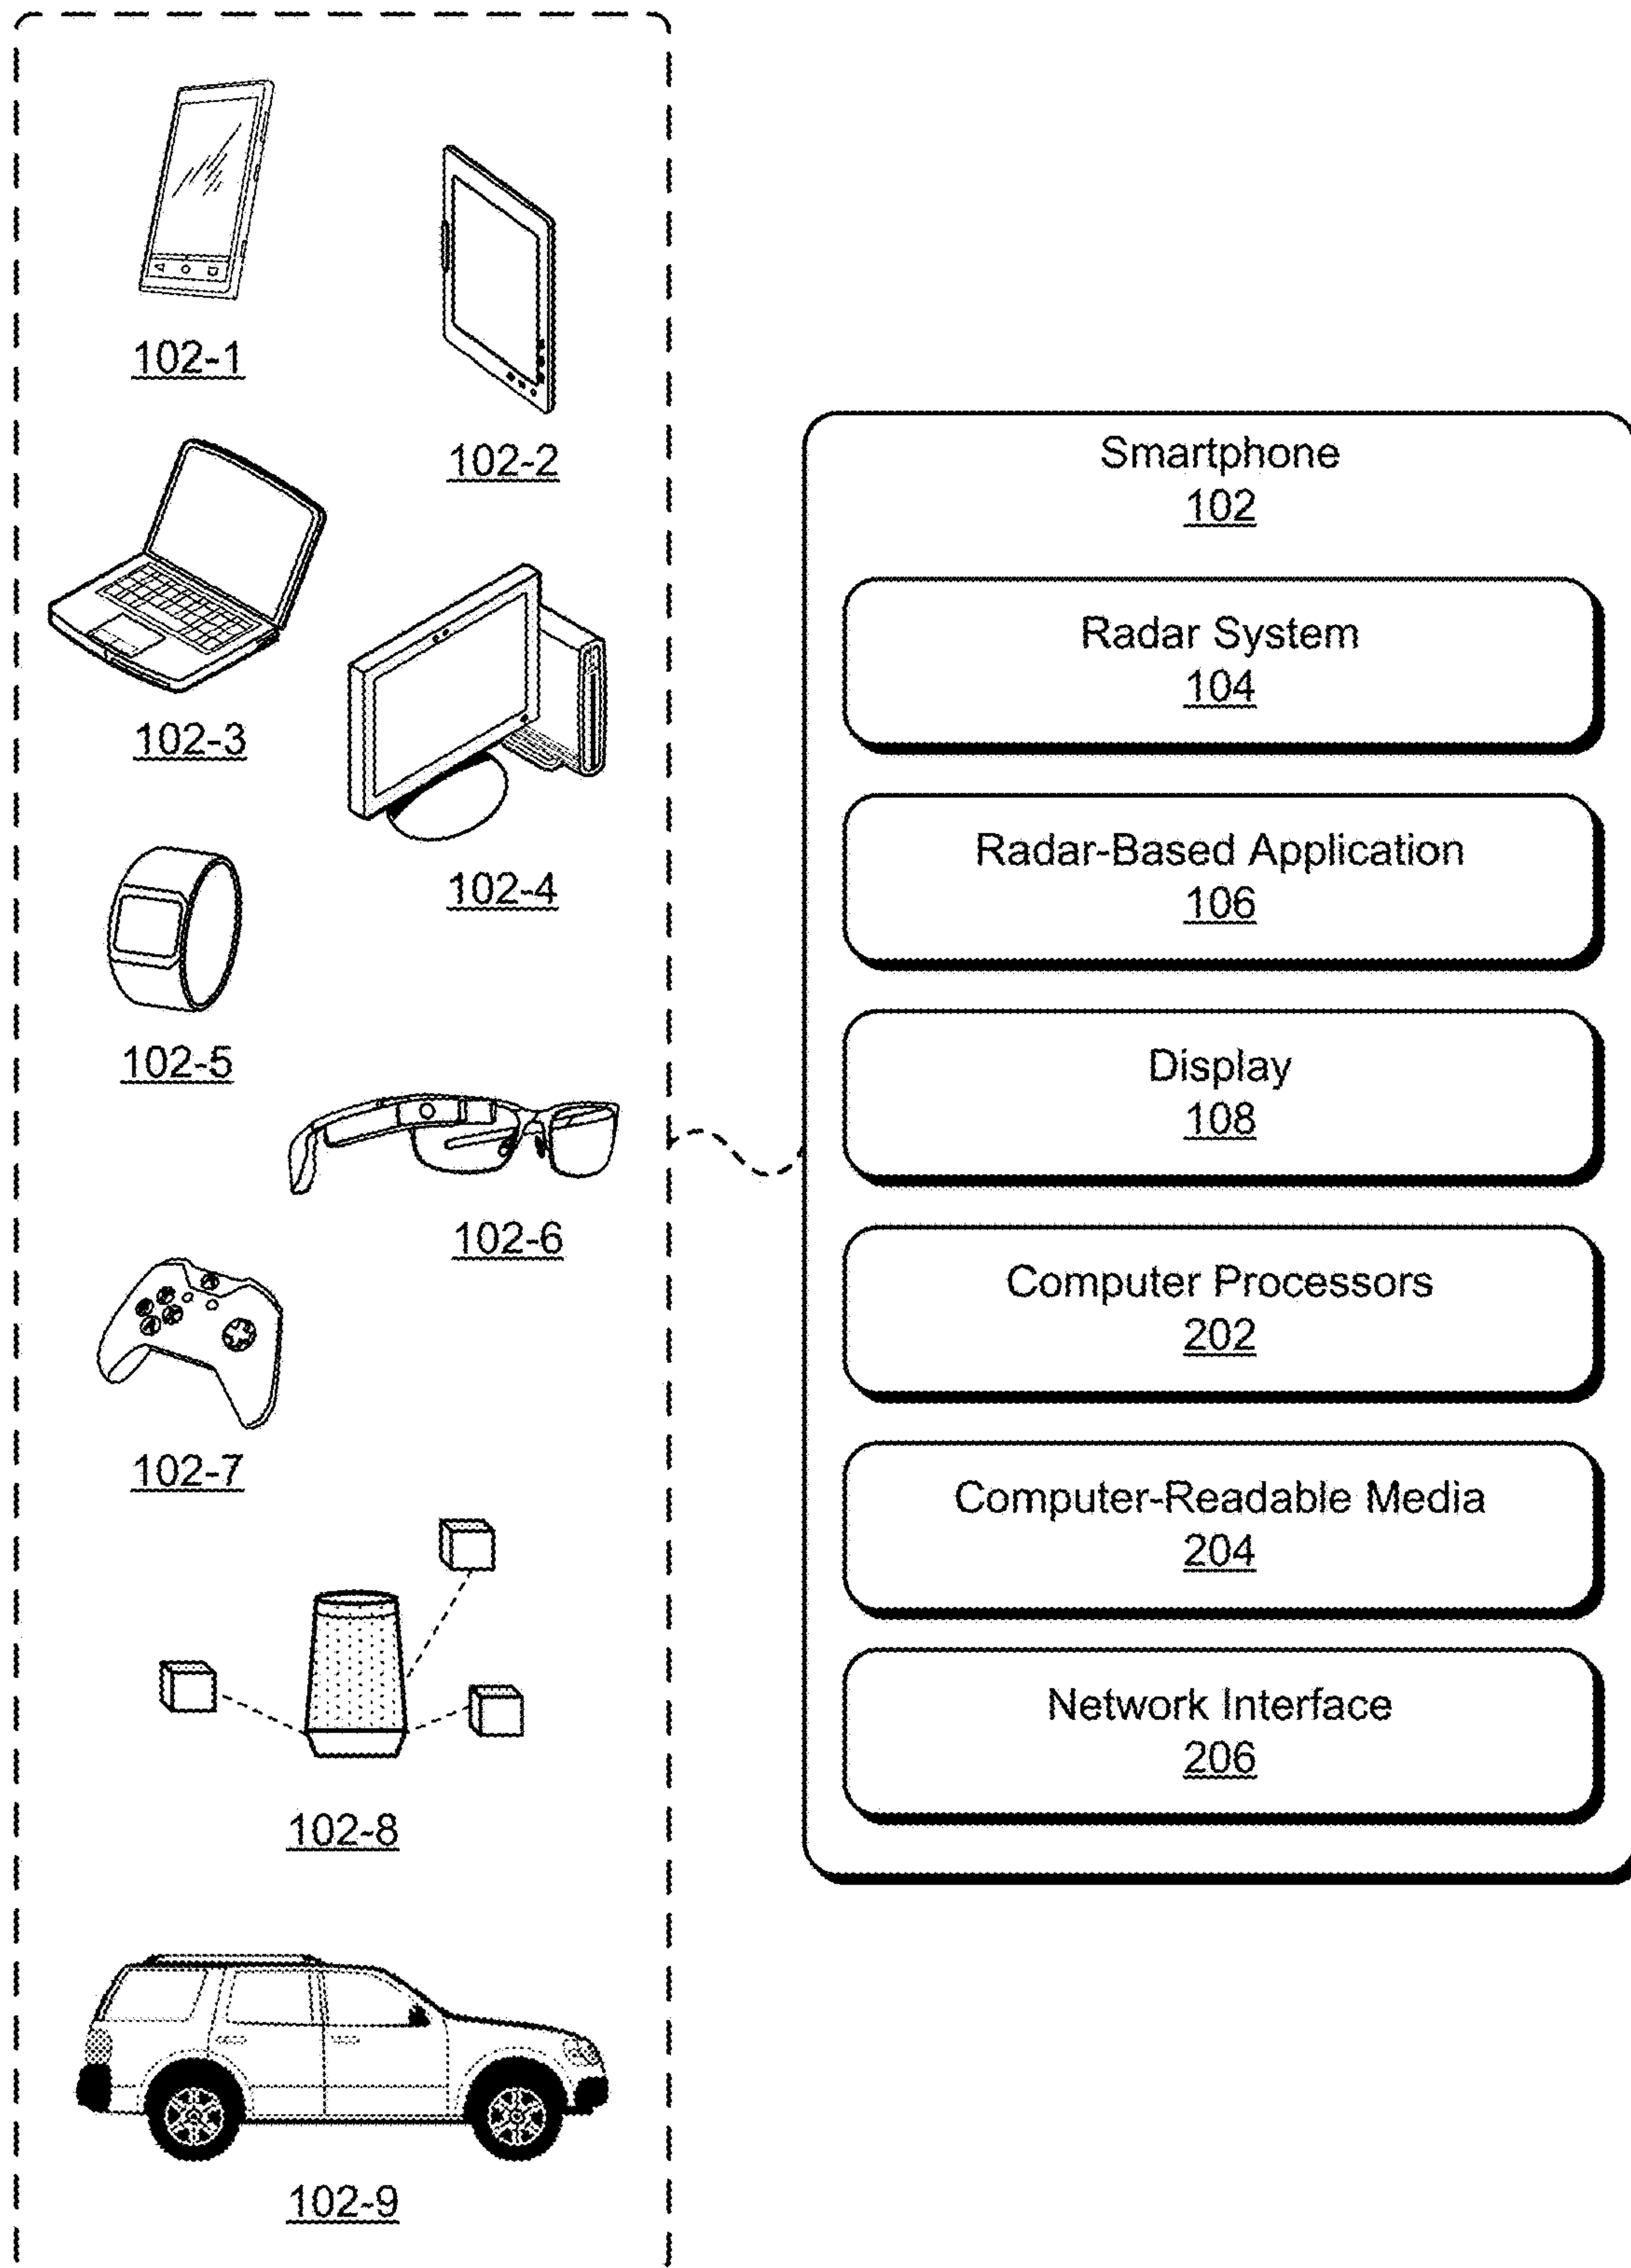 102-1
102-2
102-3
102-4
102-5
102-6
102-7
102-8
102-9
Smartphone
102
Radar System
104
Radar-Based Application
106
Display
108
Computer Processors
202
Computer-Readable Media
204
Network Interface
206